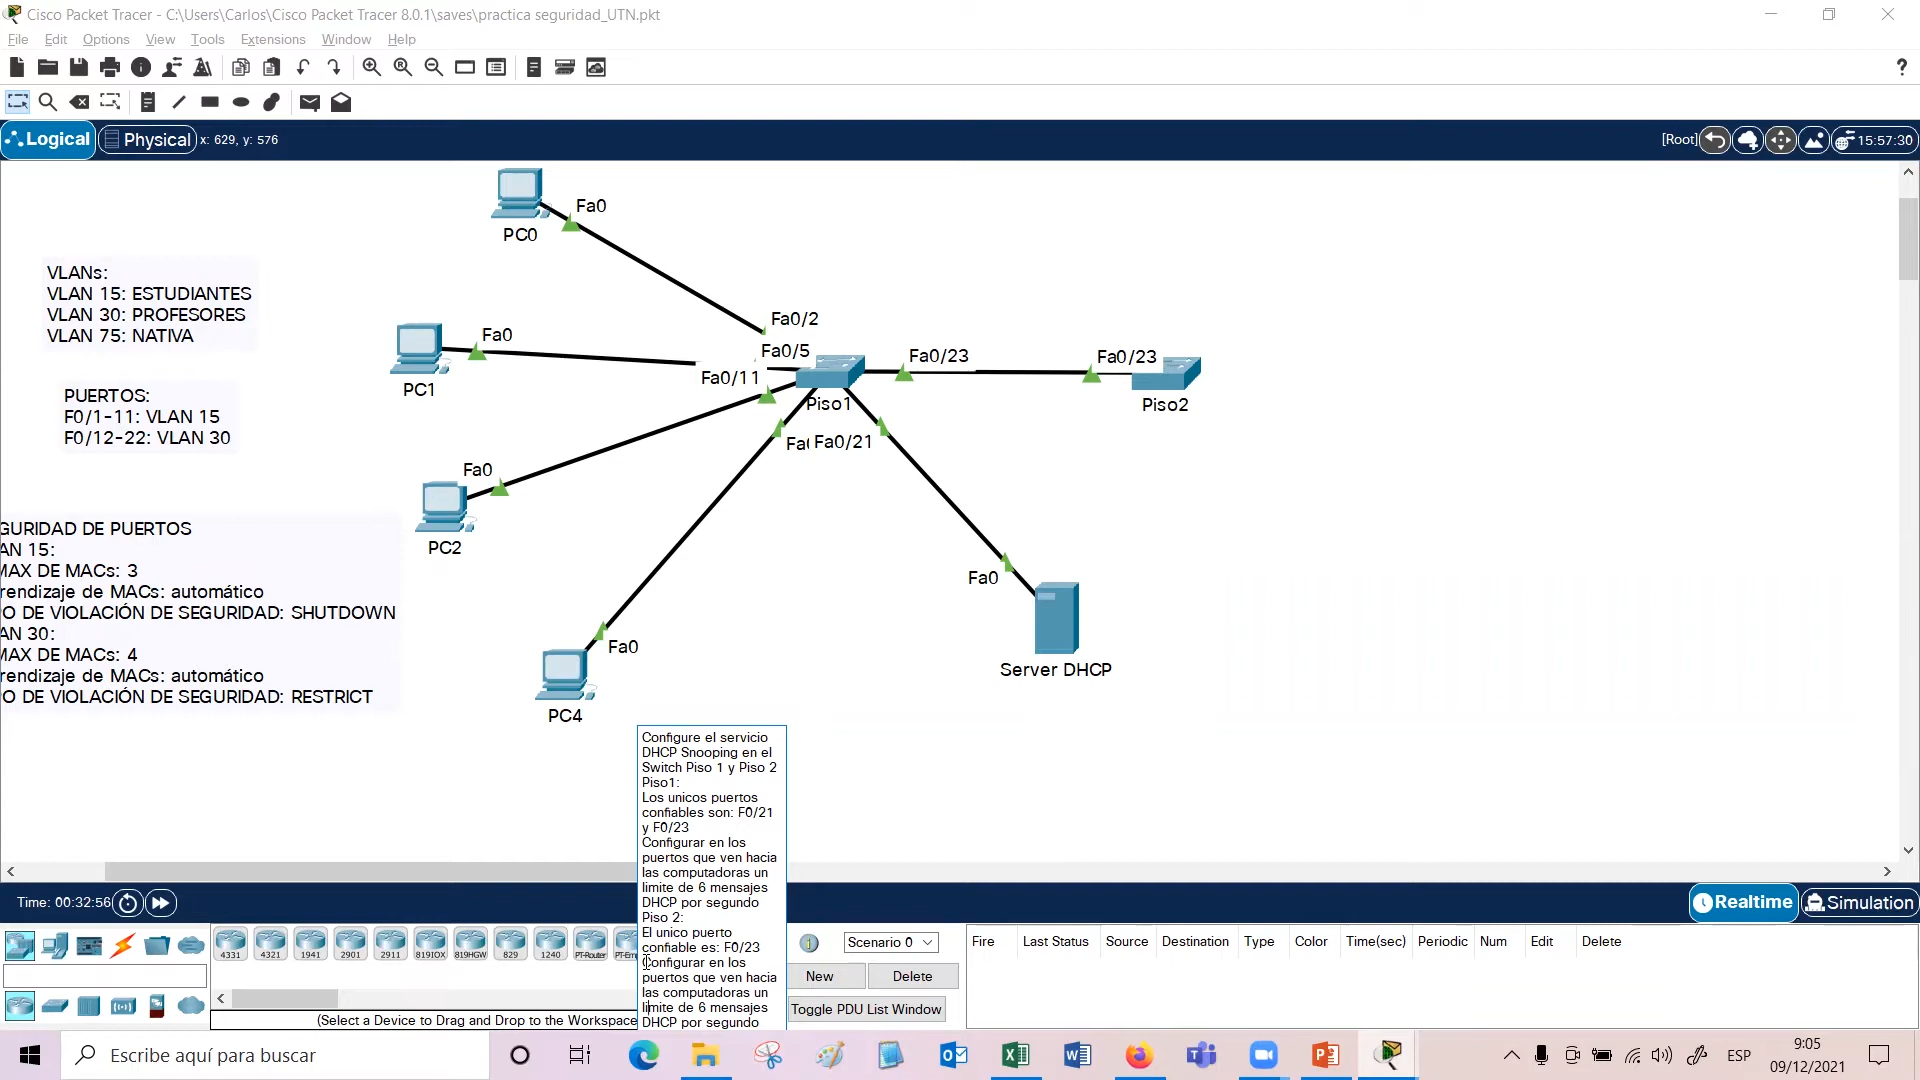 Cisco Packet Tracer - C:\Users\Carlos\Cisco Packet Tracer 8.0.1\saves\practica seguridad_UTN.pkt
File Edit Options View Tools Extensions Window Help
?
Logical Physical x: 629, y: 576
[Root] 15:57:30
Fa0
PC0
VLANs:
VLAN 15: ESTUDIANTES
VLAN 30: PROFESORES
VLAN 75: NATIVA
Fa0
PC1
Fa0/2
Fa0/5
Fa0/11
Fa0/23
Fa0/23
Piso1
Piso2
PUERTOS:
F0/1-11: VLAN 15
F0/12-22: VLAN 30
Fa0/21
Fa0
PC2
GURIDAD DE PUERTOS
AN 15:
MAX DE MACs: 3
rendizaje de MACs: automático
O DE VIOLACIÓN DE SEGURIDAD: SHUTDOWN
AN 30:
MAX DE MACs: 4
rendizaje de MACs: automático
O DE VIOLACIÓN DE SEGURIDAD: RESTRICT
Fa0
Server DHCP
Fa0
PC4
Configure el servicio
DHCP Snooping en el
Switch Piso 1 y Piso 2
Piso1:
Los unicos puertos
confiables son: F0/21
y F0/23
Configurar en los
puertos que ven hacia
las computadoras un
limite de 6 mensajes
DHCP por segundo
Piso 2:
El unico puerto
confiable es: F0/23
Configurar en los
puertos que ven hacia
las computadoras un
limite de 6 mensajes
DHCP por segundo
Time: 00:32:56
Realtime Simulation
4331 4321 1941 2901 2911 819IOX 819HGW 829 1240 PT-Router
(Select a Device to Drag and Drop to the Workspace
Scenario 0
New Delete
Toggle PDU List Window
Fire Last Status Source Destination Type Color Time(sec) Periodic Num Edit Delete
Escribe aquí para buscar
ESP
9:05
09/12/2021